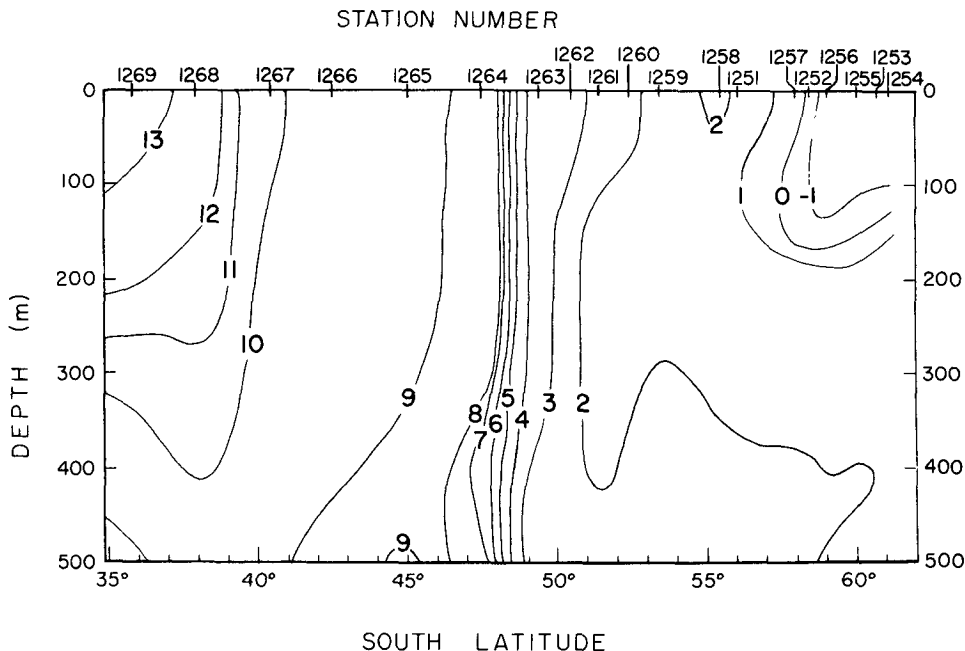 STATION NUMBER
1262 1260 1258 1257 1256 1253
1269 1268 1267 1266 1265 1264 1263 1261 1259 1251 1252 1255 1254
0 0
2
13
100 1 0 -1 100
12
11
200 200
10
300 300
9 8 5 3 2
6 4
7
400 400
9
500 500
35° 40° 45° 50° 55° 60°
DEPTH (m)
SOUTH LATITUDE